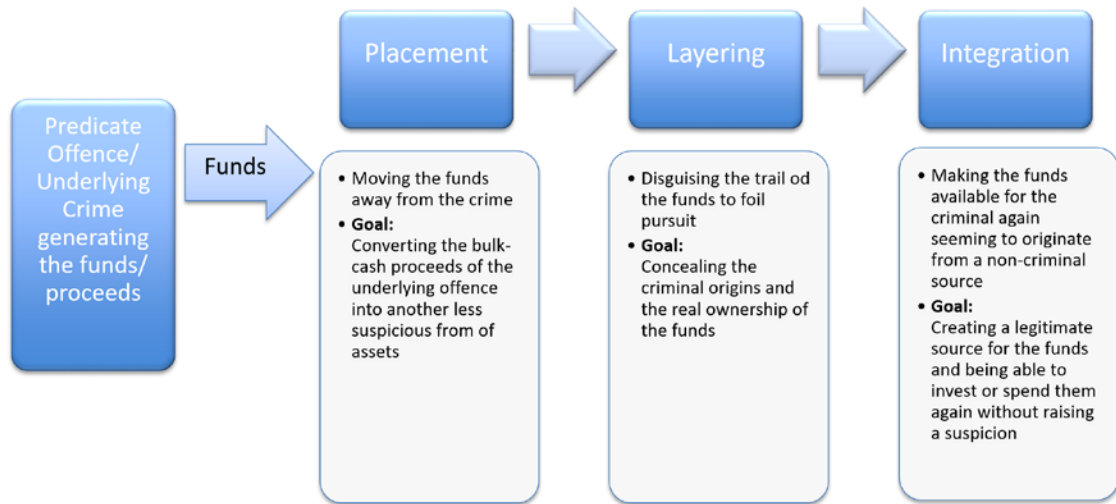 Predicate
Offence/
Underlying
Crime
generating
the funds/
proceeds
Funds
Placement
• Moving the funds
away from the crime
• Goal:
Converting the bulk-
cash proceeds of the
underlying offence
into another less
suspicious from of
assets
Layering
• Disguising the trail od
the funds to foil
pursuit
• Goal:
Concealing the
criminal origins and
the real ownership of
the funds
Integration
• Making the funds
available for the
criminal again
seeming to originate
from a non-criminal
source
• Goal:
Creating a legitimate
source for the funds
and being able to
invest or spend them
again without raising
a suspicion